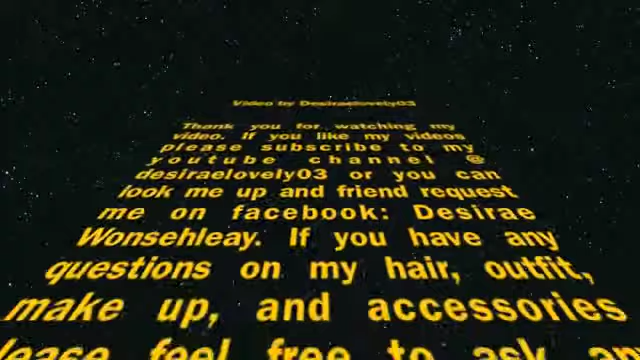 Video by Desiraelovely03
Thank you for watching my
video. If you like my videos
please subscribe to my
youtube channel @
desiraelovely03 or you can
look me up and friend request
me on facebook: Desirae
Wonsehleay. If you have any
questions on my hair, outfit,
make up, and accessories
feel free to ask